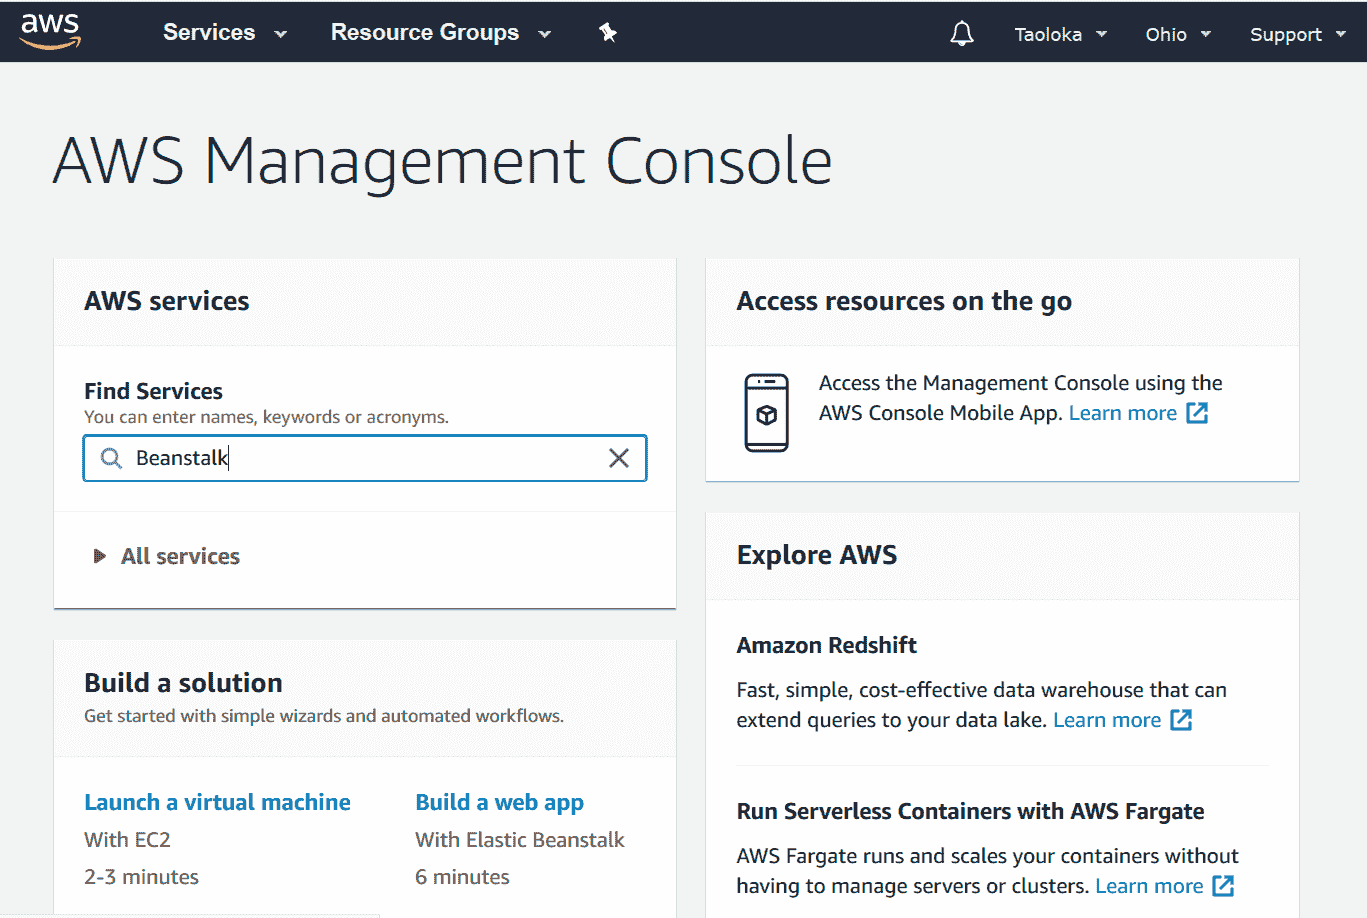 aws
Services
Resource Groups
Taoloka
Ohio
Support
AWS Management Console
AWS services
Find Services
You can enter names, keywords or acronyms.
Beanstalk
All services
Build a solution
Get started with simple wizards and automated workflows.
Launch a virtual machine
With EC2
2-3 minutes
Build a web app
With Elastic Beanstalk
6 minutes
Access resources on the go
Access the Management Console using the
AWS Console Mobile App. Learn more
Explore AWS
Amazon Redshift
Fast, simple, cost-effective data warehouse that can
extend queries to your data lake. Learn more
Run Serverless Containers with AWS Fargate
AWS Fargate runs and scales your containers without
having to manage servers or clusters. Learn more